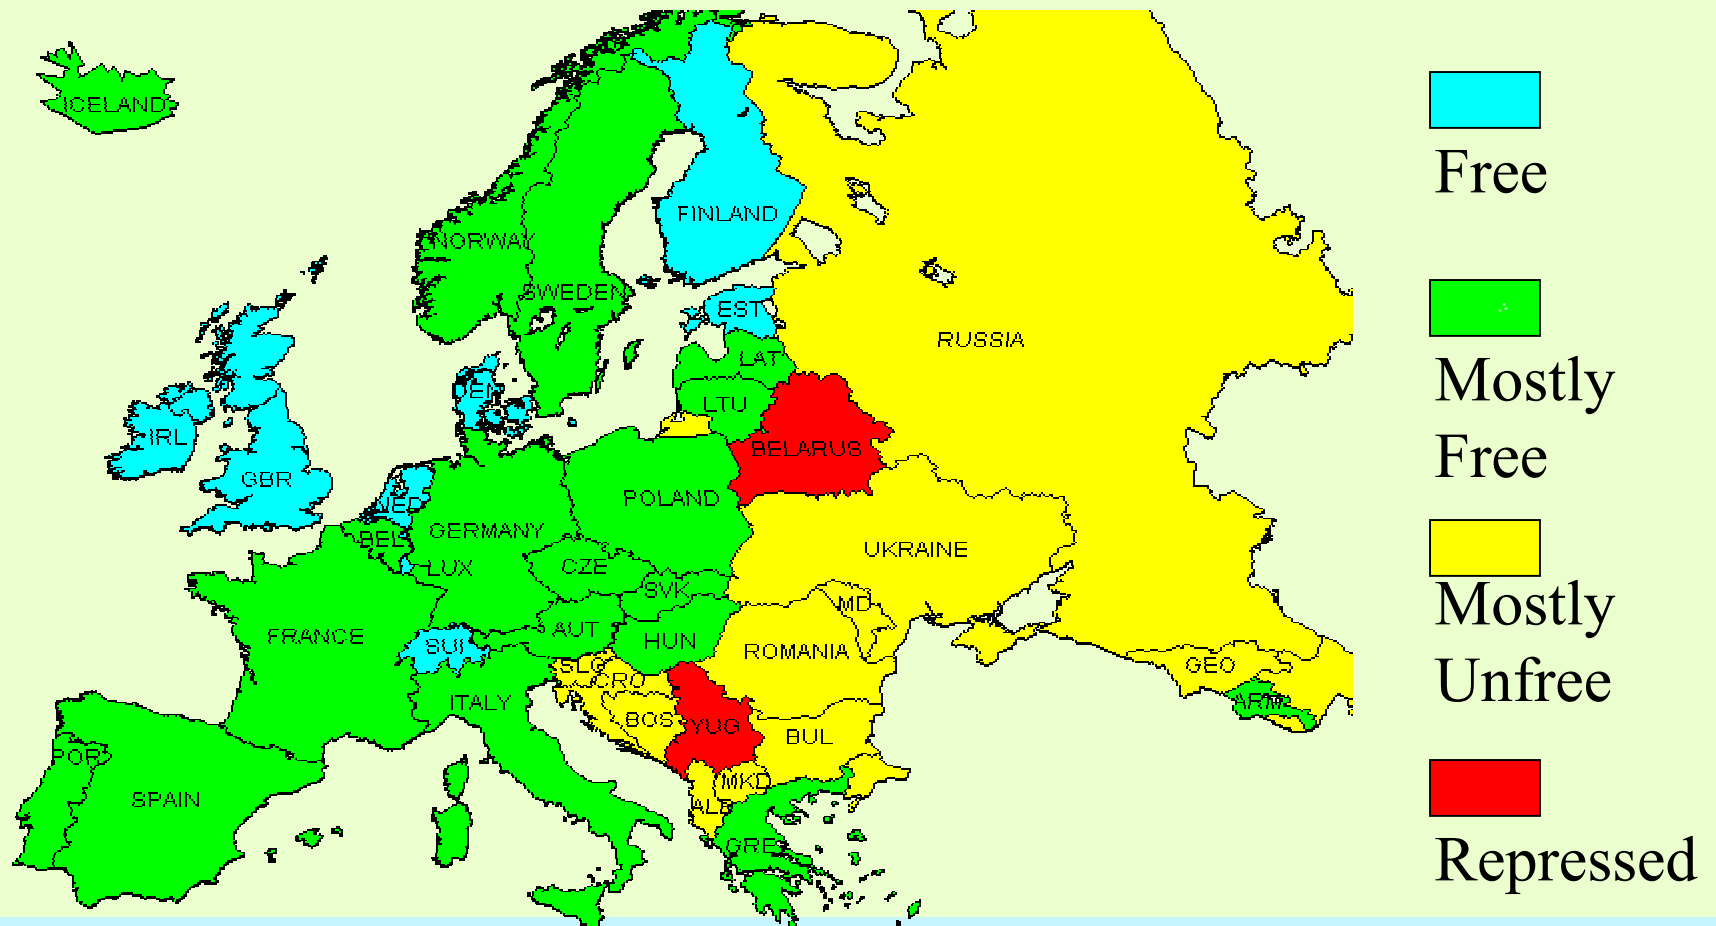 ICELAND
FINLAND
NORWAY
SWEDEN
EST
RUSSIA
LAT
DEN
LTU
IRL
BELARUS
GBR
NED
POLAND
GERMANY
BEL
UKRAINE
LUX
CZE
SVK
MD
AUT
FRANCE
HUN
SUI
ROMANIA
SLO
GEO
CRO
ITALY
ARM
BOS
YUG
BUL
POR
MKD
SPAIN
ALB
GRE
Free
Mostly
Free
Mostly
Unfree
Repressed